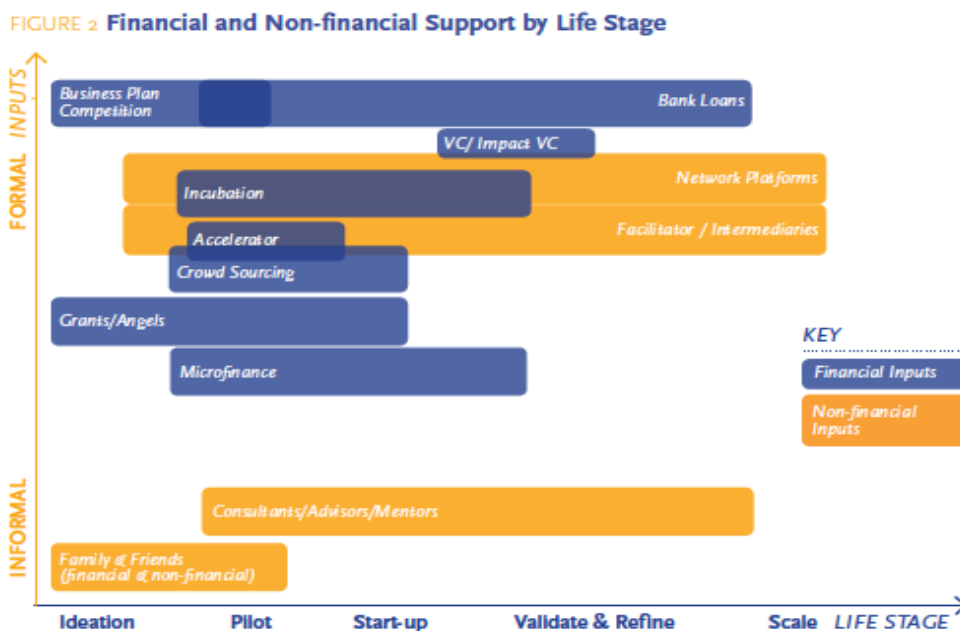 FIGURE 2 Financial and Non-financial Support by Life Stage
FORMAL INPUTS
Business Plan
Competition
Bank Loans
VC/ Impact VC
Network Platforms
Incubation
Facilitator / Intermediaries
Accelerator
Crowd Sourcing
Grants/Angels
Microfinance
KEY
Financial Inputs
Non-financial
Inputs
INFORMAL
Consultants/Advisors/Mentors
Family & Friends
(financial & non-financial)
Ideation Pilot Start-up Validate & Refine Scale LIFE STAGE